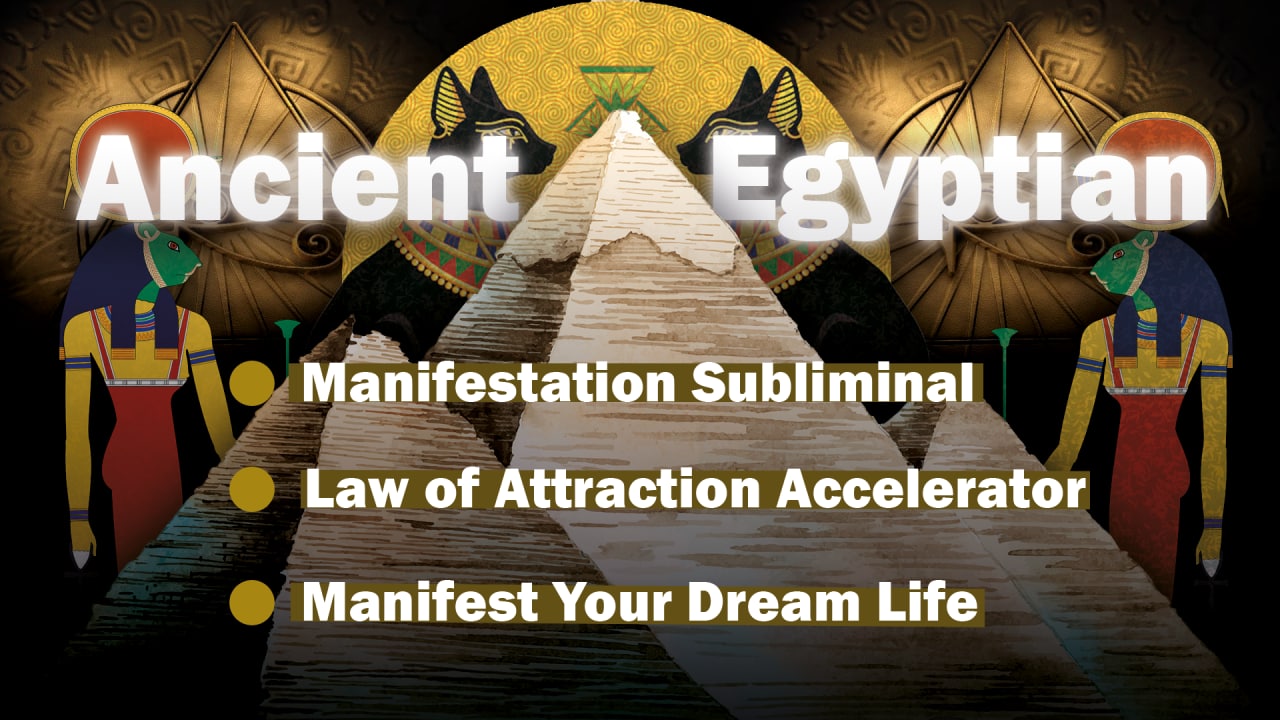 Ancient Egyptian
Manifestation Subliminal
Law of Attraction Accelerator
Manifest Your Dream Life